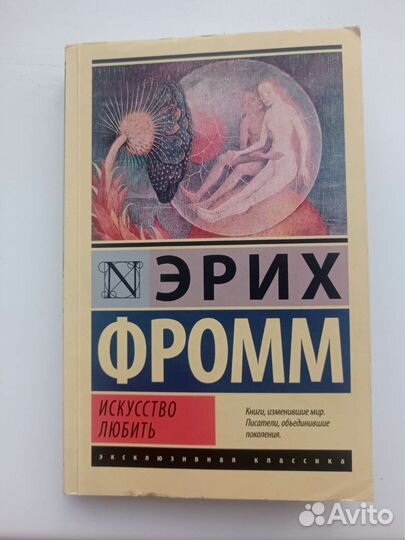 N
ЭРИХ
ФРОММ
ИСКУССТВО
ЛЮБИТЬ
Книги, изменившие мир.
Писатели, объединившие
поколения.
эксклюзивная классика
Avito